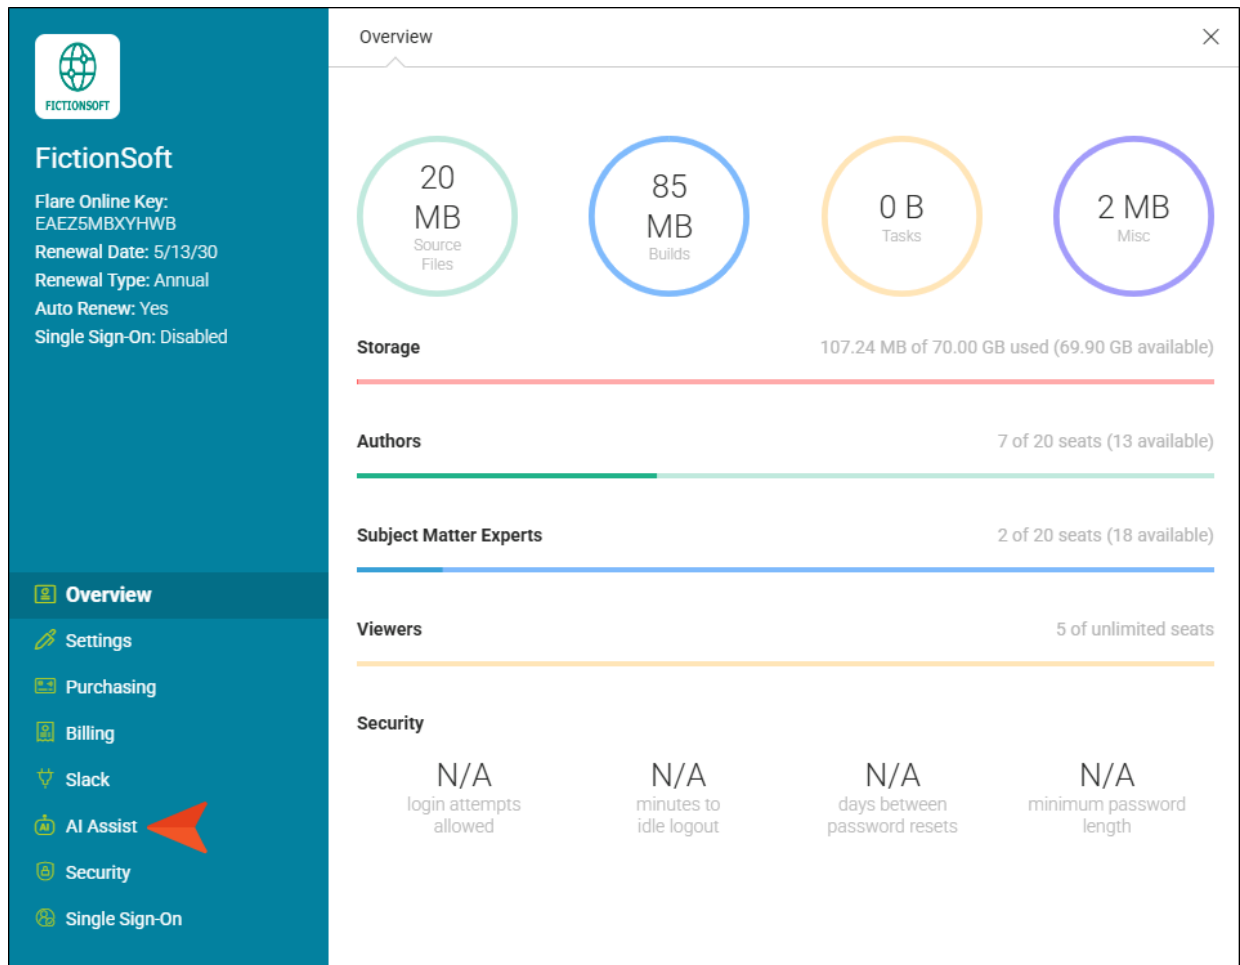 FICTIONSOFT
FictionSoft
Flare Online Key:
EAEZ5MBXYHWB
Renewal Date: 5/13/30
Renewal Type: Annual
Auto Renew: Yes
Single Sign-On: Disabled
Overview
Settings
Purchasing
Billing
Slack
AI Assist
Security
Single Sign-On
Overview
20
MB
Source
Files
85
MB
Builds
0 B
Tasks
2 MB
Misc
Storage 107.24 MB of 70.00 GB used (69.90 GB available)
Authors 7 of 20 seats (13 available)
Subject Matter Experts 2 of 20 seats (18 available)
Viewers 5 of unlimited seats
Security
N/A
login attempts
allowed
N/A
minutes to
idle logout
N/A
days between
password resets
N/A
minimum password
length